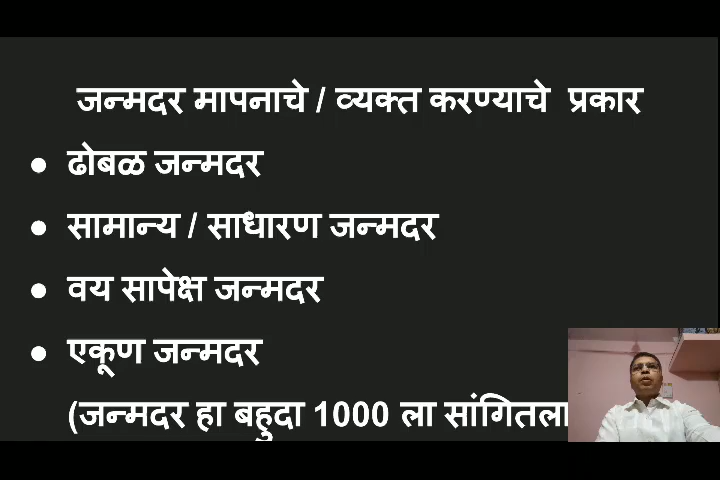 जन्मदर मापनाचे / व्यक्त करण्याचे प्रकार
● ढोबळ जन्मदर
● सामान्य / साधारण जन्मदर
● वय सापेक्ष जन्मदर
● एकूण जन्मदर
(जन्मदर हा बहुदा 1000 ला सांगितला